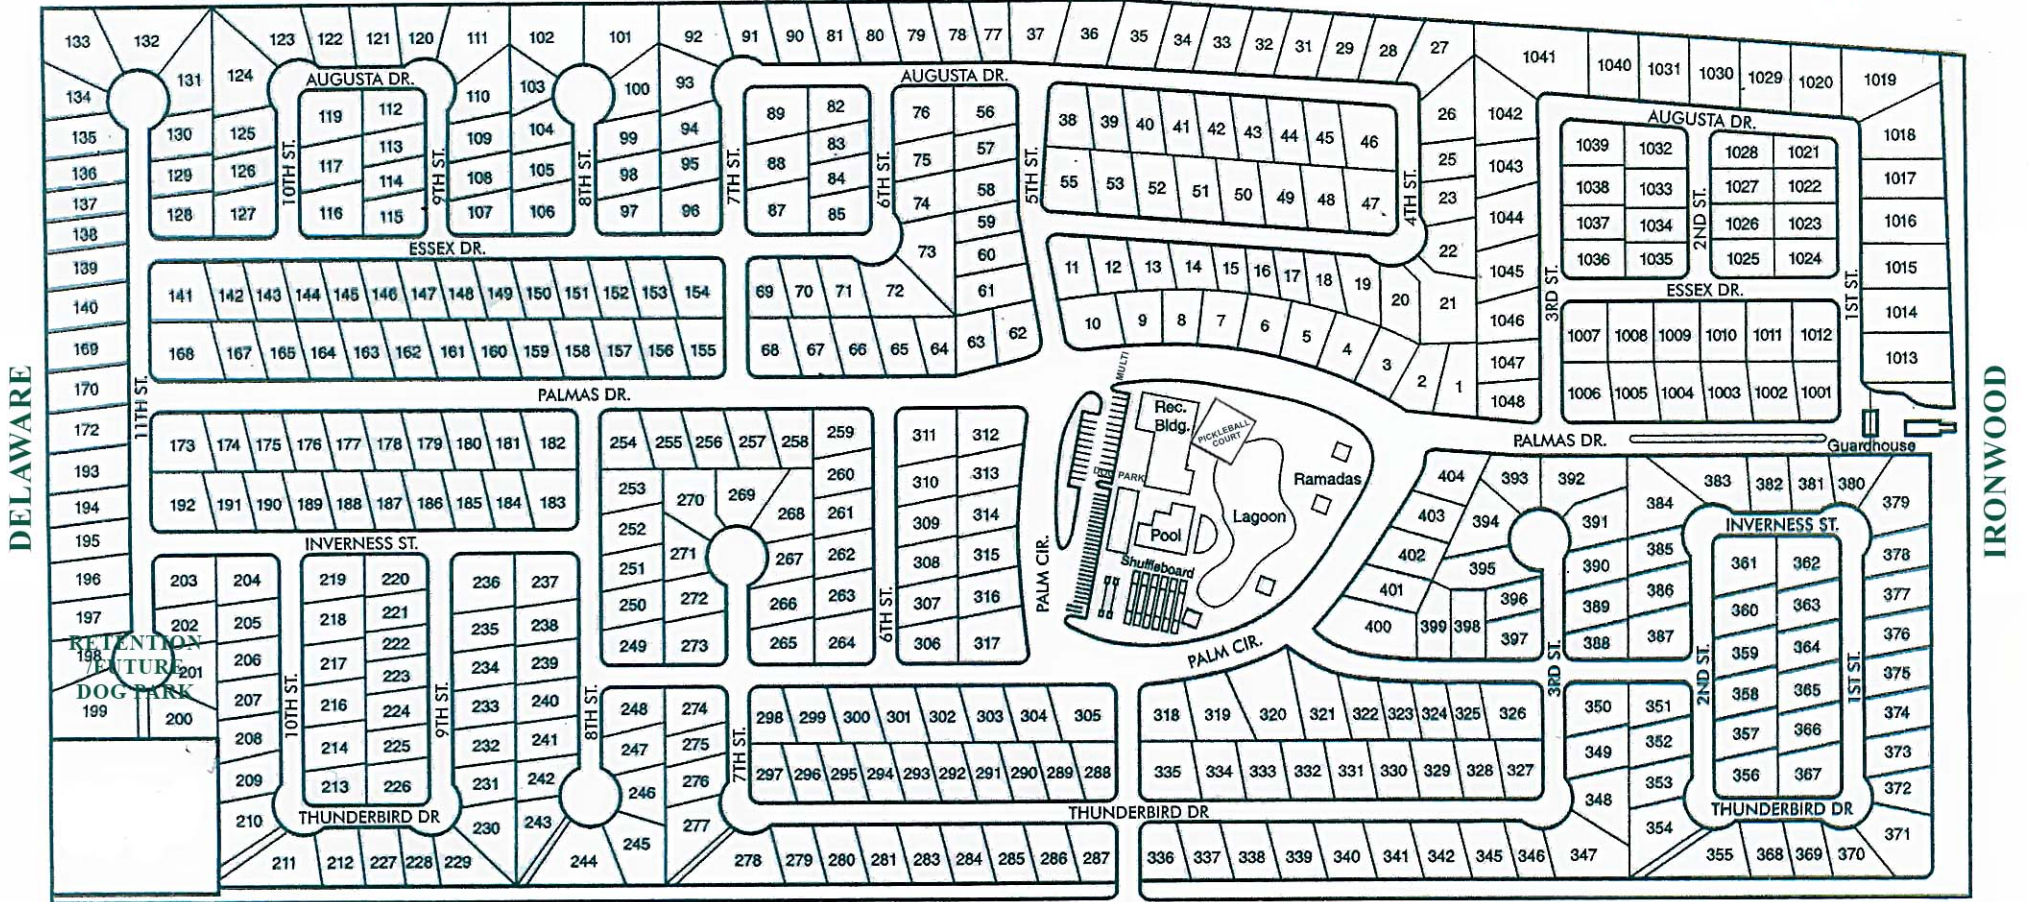 133 132 123 122 121 120 111 102 101 92 91 90 81 80 79 78 77 37 36 35 34 33 32 31 29 28 27 1041 1040 1031 1030 1029 1020 1019
134 131 124 AUGUSTA DR. 110 103 100 93 AUGUSTA DR. 26 1042 AUGUSTA DR. 1018
135 130 125 119 112 109 104 99 94 89 82 76 56 38 39 40 41 42 43 44 45 46 25 1043 1039 1032 1028 1021 1017
136 129 126 117 113 108 105 98 95 88 83 75 57 23 1038 1033 1027 1022
137 128 127 10TH ST. 116 114 9TH ST. 107 106 8TH ST. 97 96 7TH ST. 87 84 6TH ST. 74 58 5TH ST. 55 53 52 51 50 49 48 47 4TH ST. 1044 1037 1034 2ND ST. 1026 1023 1016
138 115 85 59 22 1036 1035 1025 1024
139 ESSEX DR. 73 60 11 12 13 14 15 16 17 18 19 20 21 1045 3RD ST. ESSEX DR. 1ST ST. 1015
140 141 142 143 144 145 146 147 148 149 150 151 152 153 154 69 70 71 72 61 10 9 8 7 6 5 4 3 2 1 1046 1007 1008 1009 1010 1011 1012 1014
169 168 167 165 164 163 162 161 160 159 158 157 156 155 68 67 66 65 64 63 62 1047 1013
170 11TH ST. PALMAS DR. MULTI 1048 1006 1005 1004 1003 1002 1001
DELAWARE
IRONWOOD
172 173 174 175 176 177 178 179 180 181 182 254 255 256 257 258 259 311 312 Rec. PALMAS DR. Guardhouse
Bldg. PICKLEBALL
COURT
193 253 270 269 260 310 313 DOG PARK Ramadas 404 393 392 383 382 381 380
194 192 191 190 189 188 187 186 185 184 183 252 268 261 309 314 Lagoon 403 394 391 384 379
195 INVERNESS ST. 271 267 262 308 315 Pool 402 385 INVERNESS ST. 378
196 203 204 219 220 236 237 251 272 266 263 307 316 PALM CIR. Shuffleboard 401 395 390 386 361 362 377
197 202 205 218 221 235 238 250 6TH ST. 400 399 398 396 389 387 360 363 376
RETENTION
/FUTURE
DOG PARK
198 201 206 217 222 234 239 249 273 265 264 306 317 PALM CIR. 397 388 359 364
199 200 207 10TH ST. 216 223 9TH ST. 233 240 8TH ST. 248 274 298 299 300 301 302 303 304 305 318 319 320 321 322 323 324 325 326 3RD ST. 350 351 2ND ST. 358 365 1ST ST. 375
208 214 224 232 241 247 275 7TH ST. 349 352 357 366 374
209 213 225 231 242 246 276 297 296 295 294 293 292 291 290 289 288 335 334 333 332 331 330 329 328 327 353 356 367 373
210 226 230 243 277 348 354 372
THUNDERBIRD DR THUNDERBIRD DR THUNDERBIRD DR
211 212 227 228 229 244 245 278 279 280 281 283 284 285 286 287 336 337 338 339 340 341 342 345 346 347 355 368 369 370 371